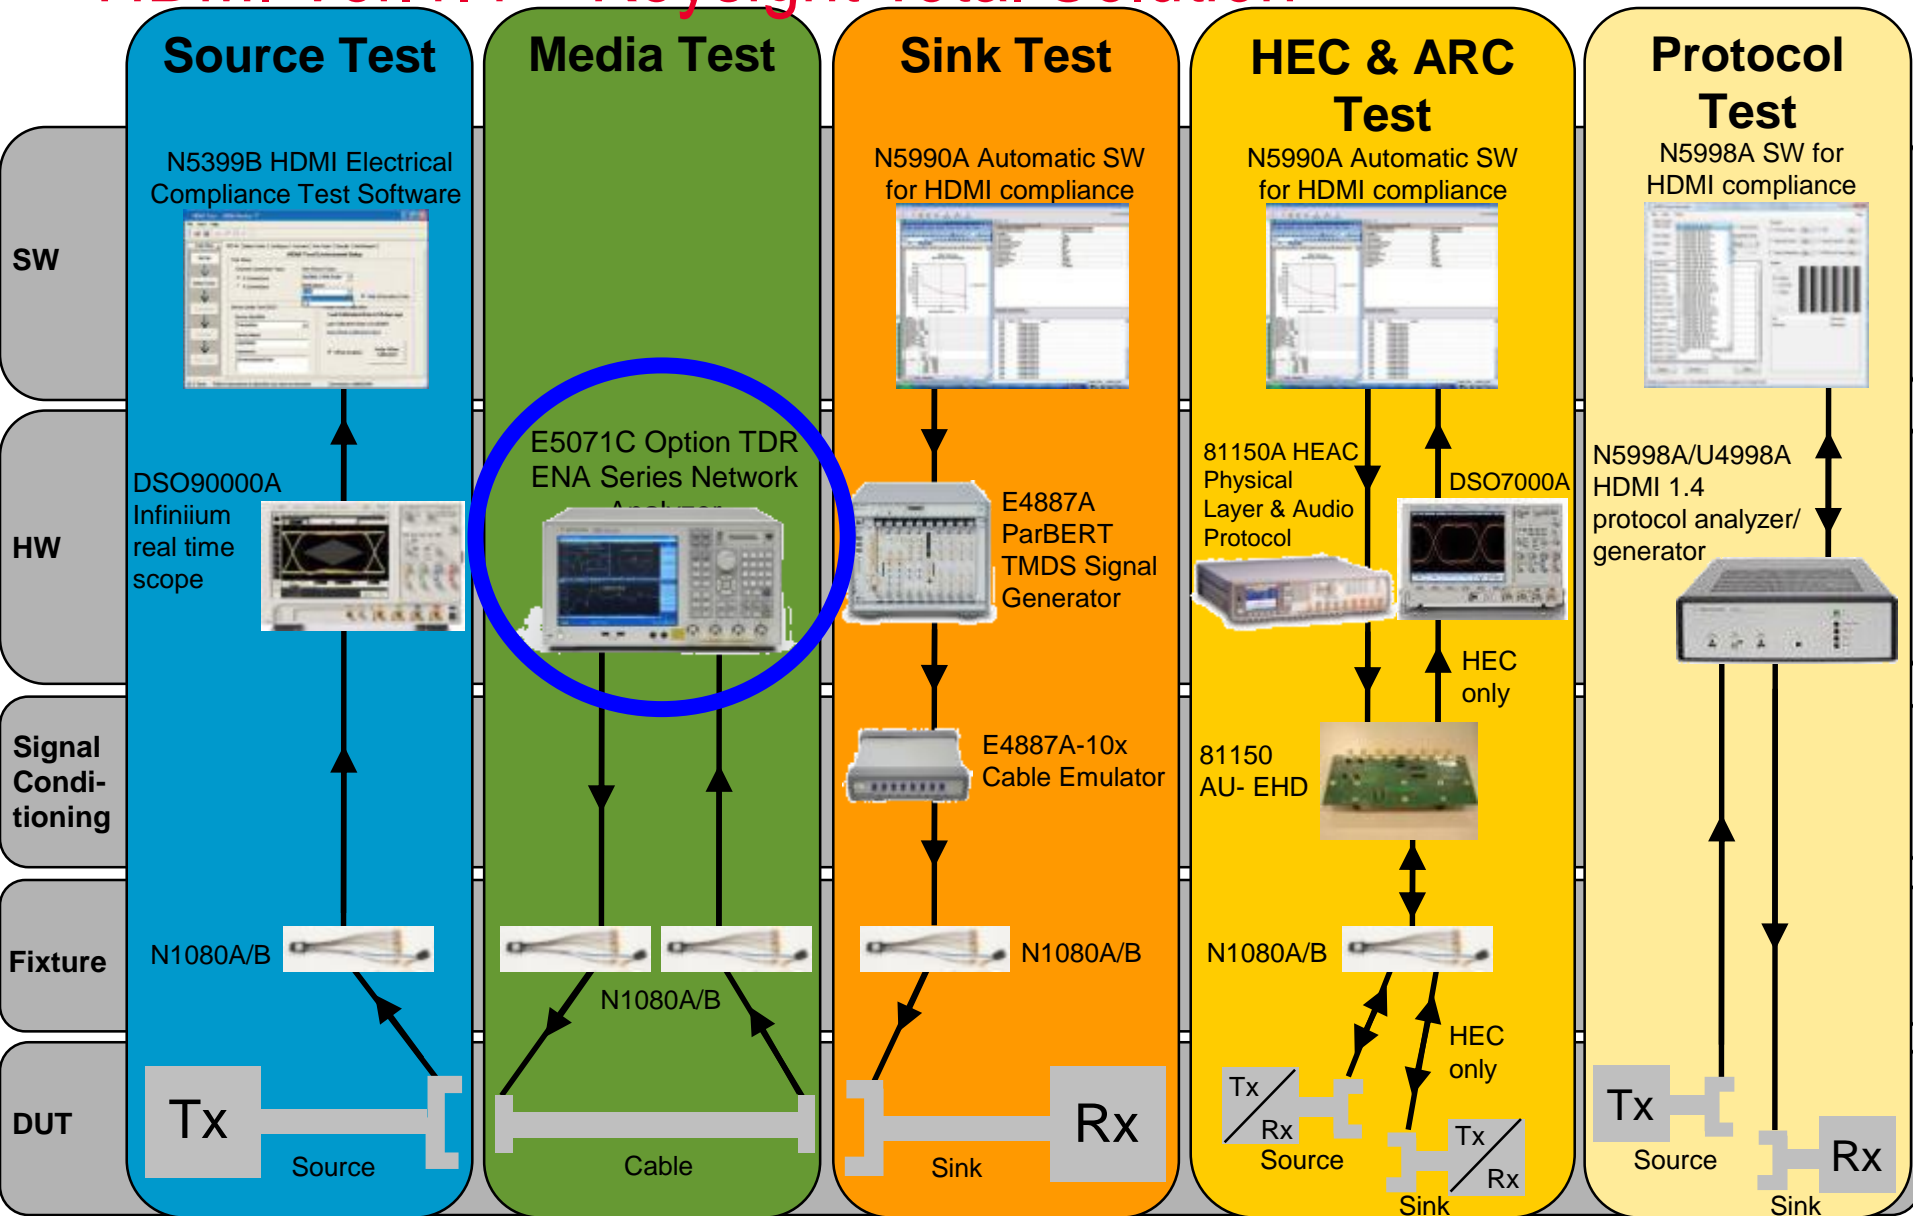 Keysight Total Solution
Source Test
Media Test
Sink Test
HEC & ARC
Test
Protocol
Test
SW
HW
Signal
Condi-
tioning
Fixture
DUT
N5399B HDMI Electrical
Compliance Test Software
DSO90000A
Infiniium
real time
scope
N1080A/B
Tx
Source
E5071C Option TDR
ENA Series Network
Analyzer
N1080A/B
Cable
N5990A Automatic SW
for HDMI compliance
E4887A
ParBERT
TMDS Signal
Generator
E4887A-10x
Cable Emulator
N1080A/B
Rx
Sink
N5990A Automatic SW
for HDMI compliance
81150A HEAC
Physical
Layer & Audio
Protocol
DSO7000A
HEC
only
81150
AU- EHD
N1080A/B
HEC
only
Tx
Rx
Source
Tx
Rx
Sink
N5998A SW for
HDMI compliance
N5998A/U4998A
HDMI 1.4
protocol analyzer/
generator
Tx
Source
Rx
Sink